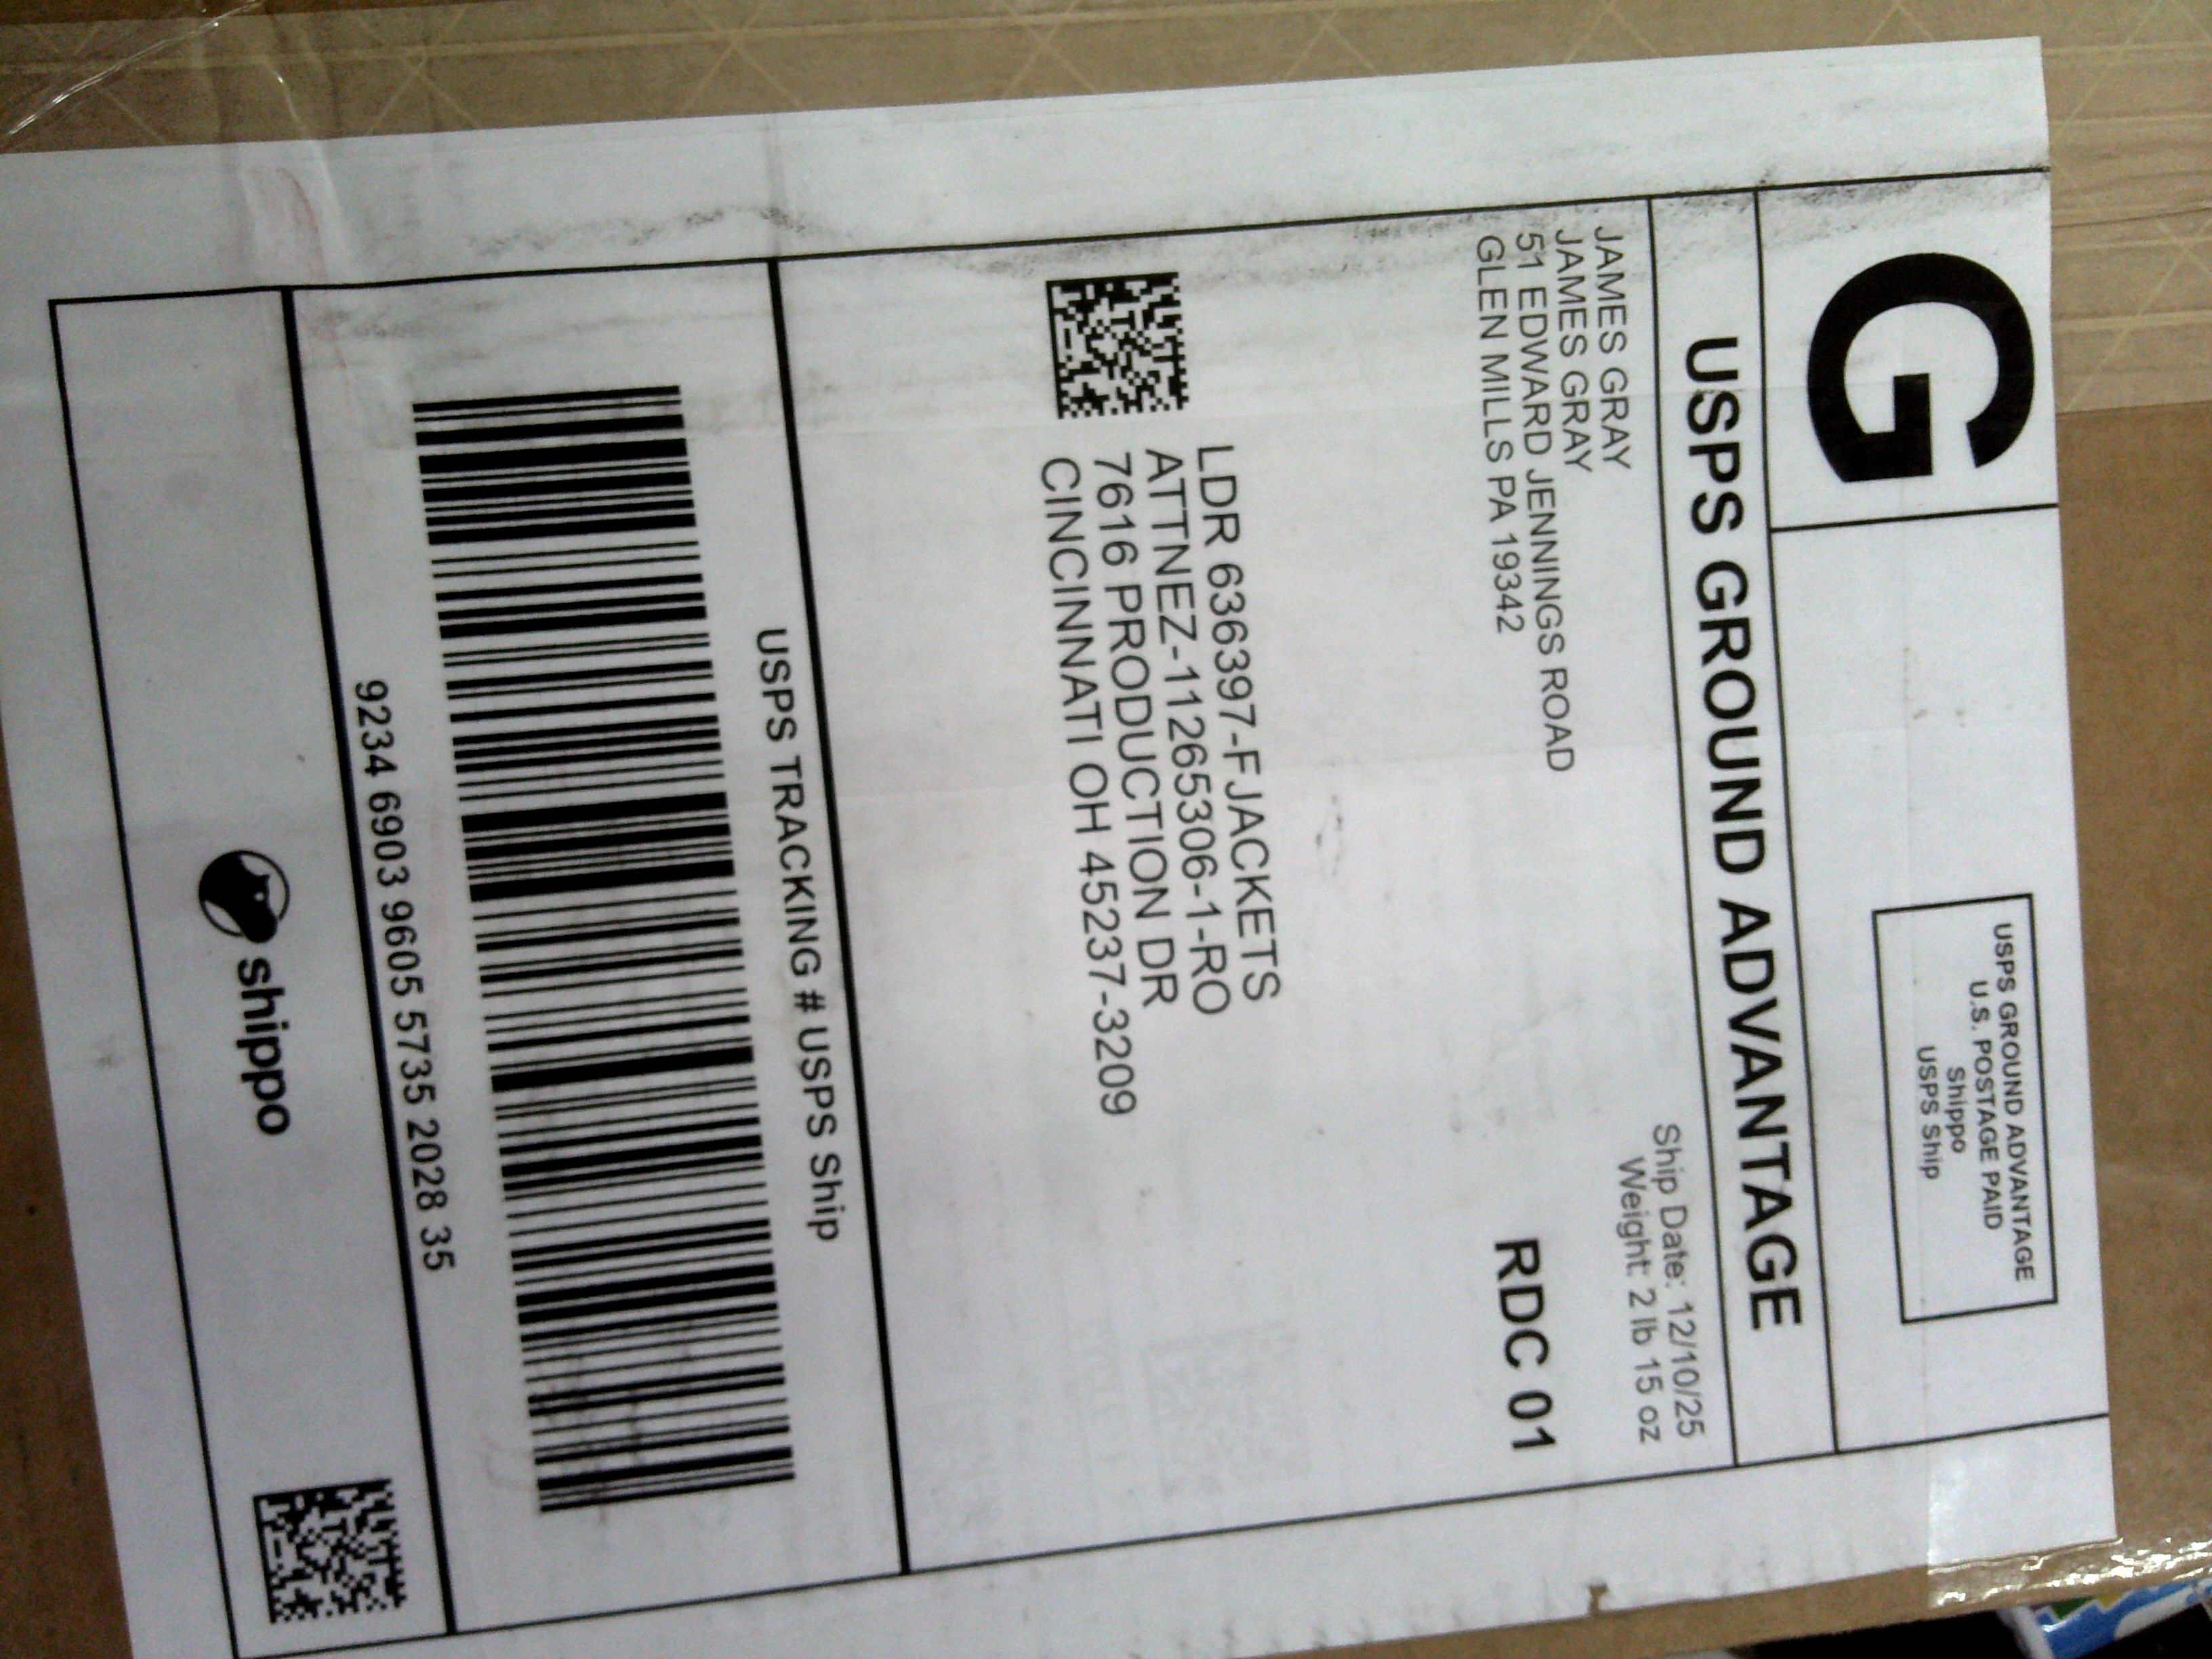 G
USPS GROUND ADVANTAGE
U.S. POSTAGE PAID
Shippo
USPS Ship
USPS GROUND ADVANTAGE
JAMES GRAY
JAMES GRAY
51 EDWARD JENNINGS ROAD
GLEN MILLS PA 19342
Ship Date: 12/10/25
Weight: 2 lb 15 oz
RDC 01
LDR 636397-FJACKETS
ATTNEZ-11265306-1-RO
7616 PRODUCTION DR
CINCINNATI OH 45237-3209
USPS TRACKING # USPS Ship
9234 6903 9605 5735 2028 35
shippo